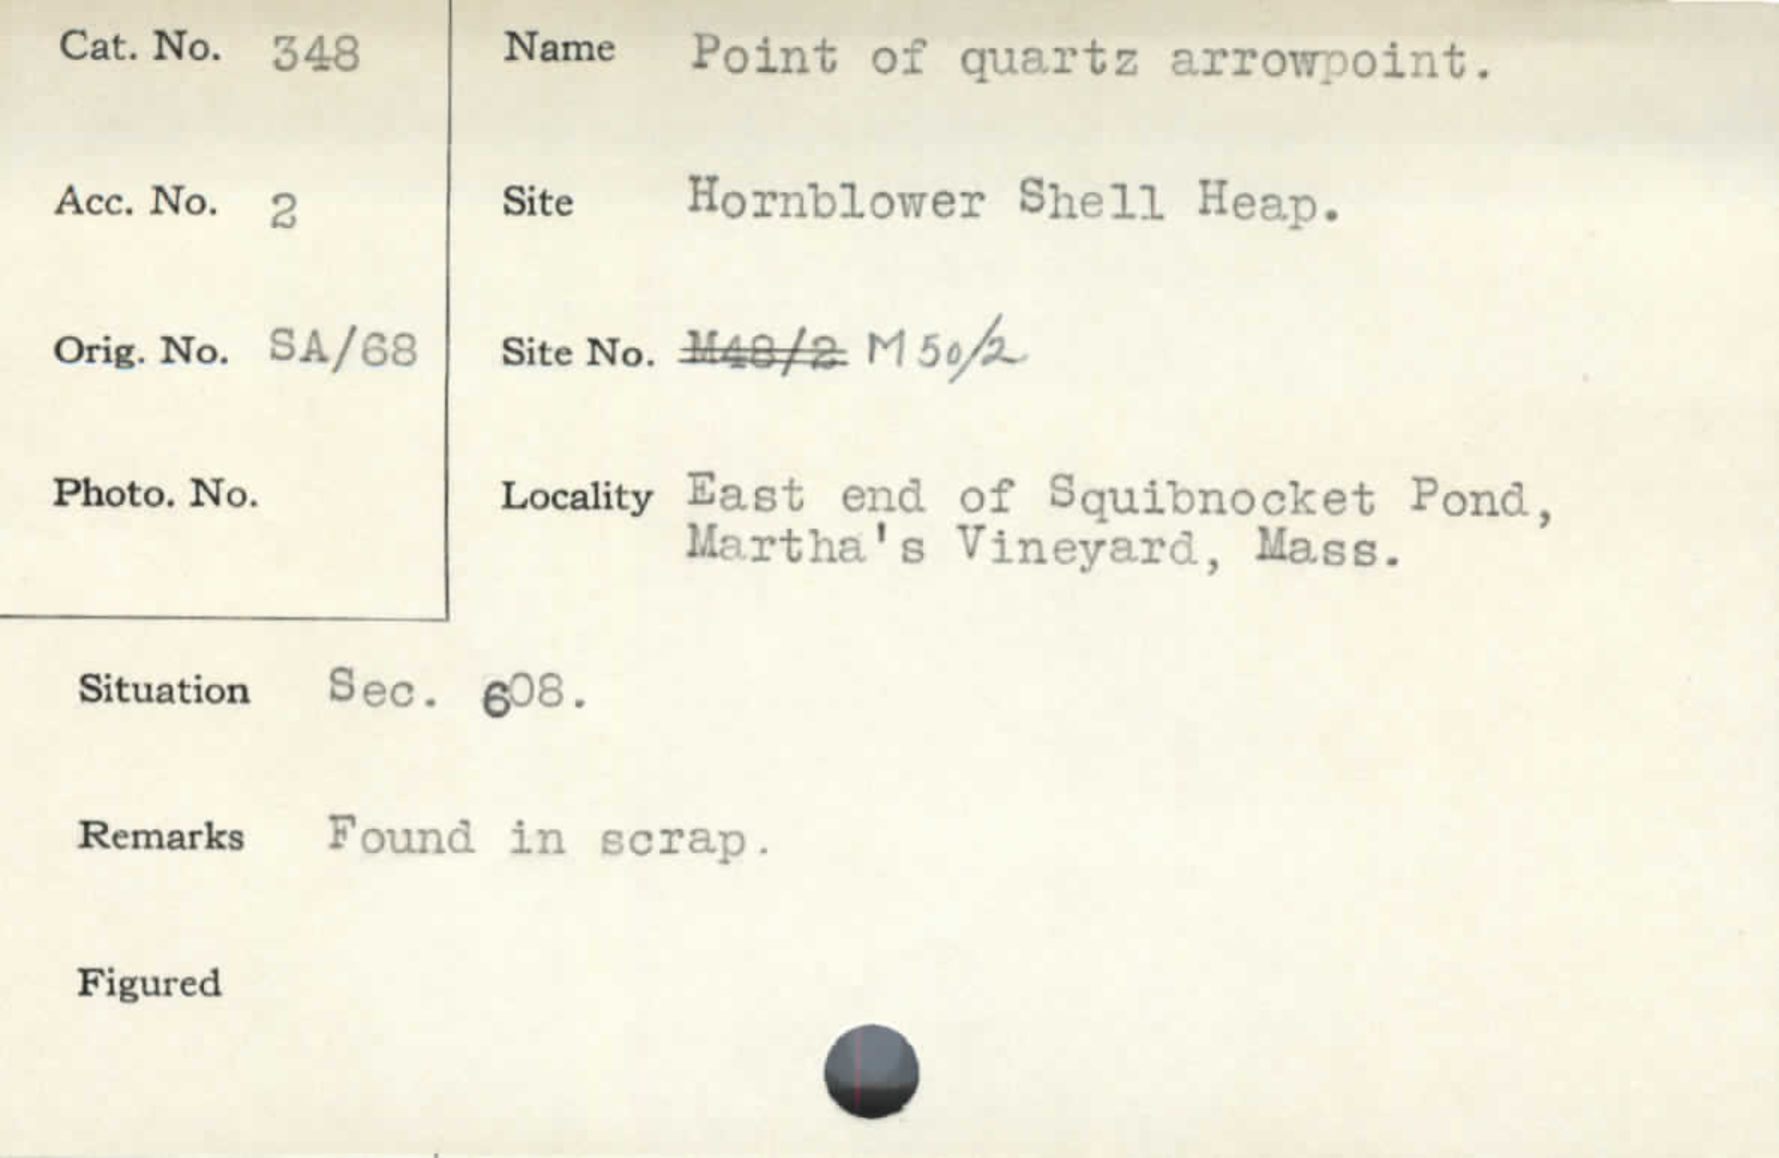 Cat. No. 348
Acc. No. 2
Orig. No. SA/68
Photo. No.
Name Point of quartz arrowpoint.
Site Hornblower Shell Heap.
Site No. M48/2 M50/2
Locality East end of Squibnocket Pond,
Martha's Vineyard, Mass.
Situation Sec. 608.
Remarks Found in scrap.
Figured